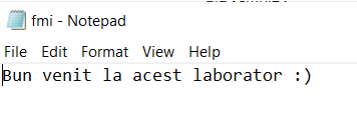 fmi - Notepad
File Edit Format View Help
Bun venit la acest laborator :)